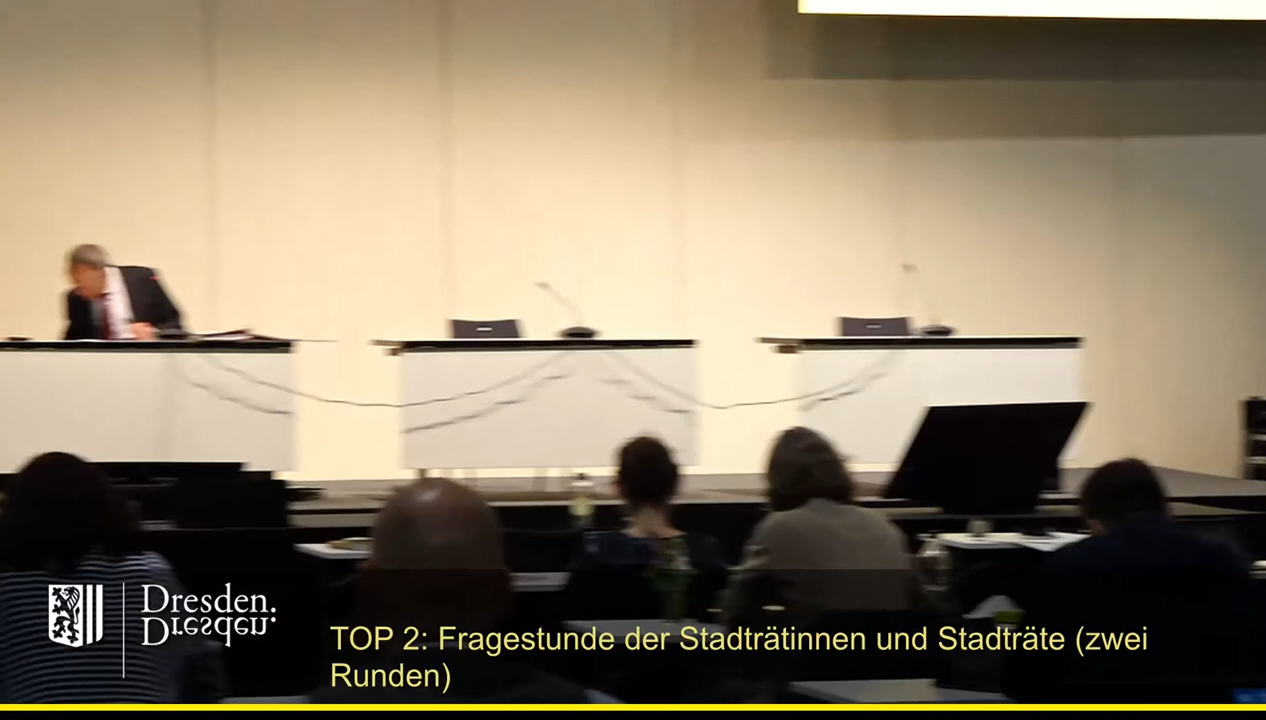 Dresden.
Dresden.
TOP 2: Fragestunde der Stadträtinnen und Stadträte (zwei
Runden)